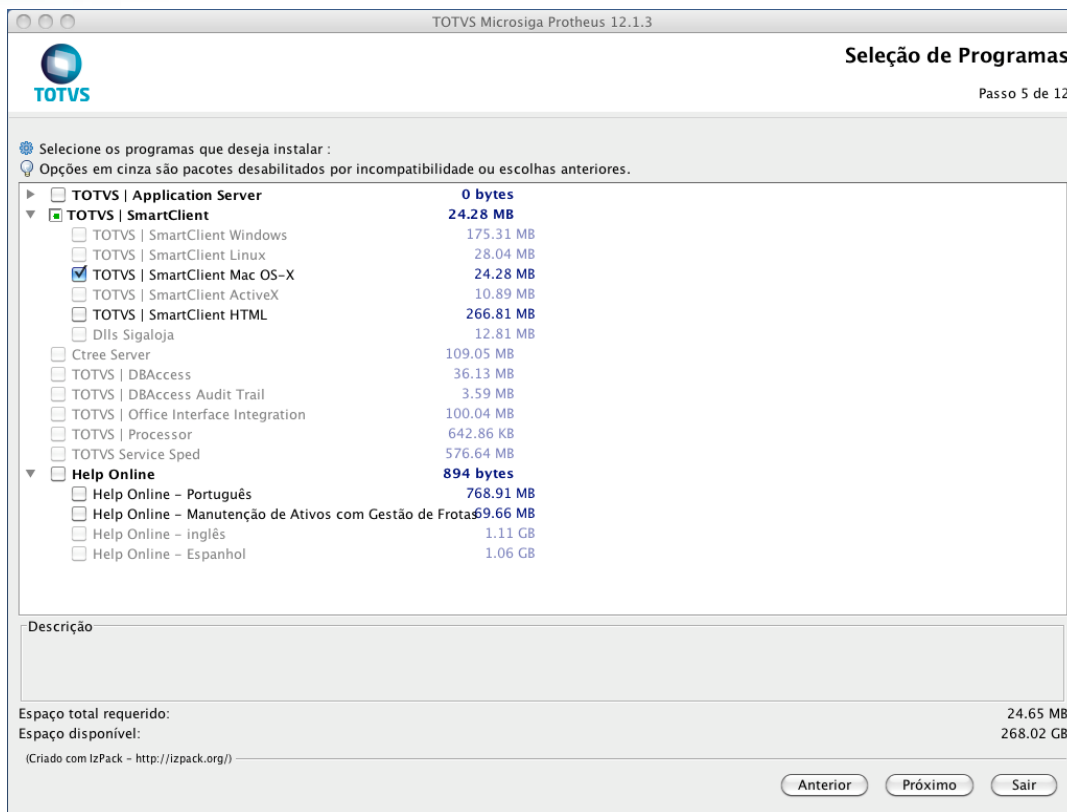 TOTVS Microsiga Protheus 12.1.3
TOTVS
Seleção de Programas
Passo 5 de 12
Selecione os programas que deseja instalar :
Opções em cinza são pacotes desabilitados por incompatibilidade ou escolhas anteriores.
TOTVS | Application Server 0 bytes
TOTVS | SmartClient 24.28 MB
TOTVS | SmartClient Windows 175.31 MB
TOTVS | SmartClient Linux 28.04 MB
TOTVS | SmartClient Mac OS-X 24.28 MB
TOTVS | SmartClient ActiveX 10.89 MB
TOTVS | SmartClient HTML 266.81 MB
Dlls Sigaloja 12.81 MB
Ctree Server 109.05 MB
TOTVS | DBAccess 36.13 MB
TOTVS | DBAccess Audit Trail 3.59 MB
TOTVS | Office Interface Integration 100.04 MB
TOTVS | Processor 642.86 KB
TOTVS Service Sped 576.64 MB
Help Online 894 bytes
Help Online - Português 768.91 MB
Help Online - Manutenção de Ativos com Gestão de Frotas 69.66 MB
Help Online - inglês 1.11 GB
Help Online - Espanhol 1.06 GB
Descrição
Espaço total requerido: 24.65 MB
Espaço disponível: 268.02 GB
(Criado com IzPack - http://izpack.org/)
Anterior Próximo Sair